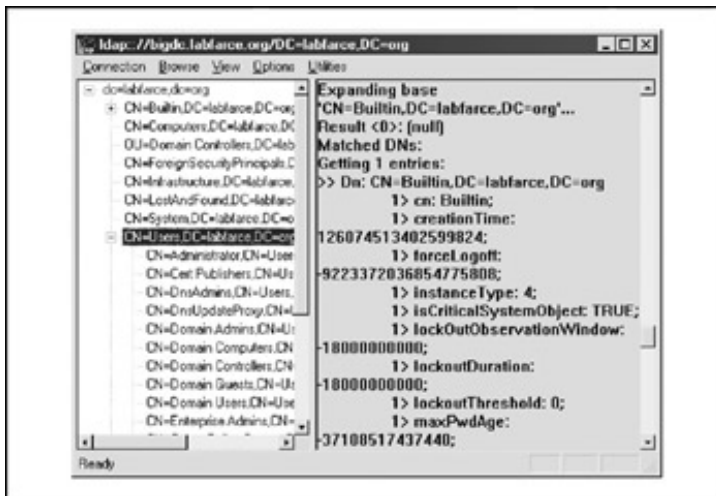 ldap://bigdc.labfarce.org/DC=labfarce,DC=org
Connection Browse View Options Utilities
dc=labfarce,dc=org
CN=Builtin,DC=labfarce,DC=org
CN=Computers,DC=labfarce,DC
OU=Domain Controllers,DC=lab
CN=ForeignSecurityPrincipals,D
CN=Infrastructure,DC=labfarce,
CN=LostAndFound,DC=labfarc
CN=System,DC=labfarce,DC=o
CN=Users,DC=labfarce,DC=org
CN=Administrator,CN=User
CN=Cert Publishers,CN=Us
CN=DnsAdmins,CN=Users,
CN=DnsUpdateProxy,CN=U
CN=Domain Admins,CN=U
CN=Domain Computers,CN
CN=Domain Controllers,CN=
CN=Domain Guests,CN=Us
CN=Domain Users,CN=Use
CN=Enterprise Admins,CN=
Expanding base
'CN=Builtin,DC=labfarce,DC=org'...
Result <0>: (null)
Matched DNs:
Getting 1 entries:
>> Dn: CN=Builtin,DC=labfarce,DC=org
1> cn: Builtin;
1> creationTime:
126074513402599824;
1> forceLogoff:
-9223372036854775808;
1> instanceType: 4;
1> isCriticalSystemObject: TRUE;
1> lockOutObservationWindow:
-18000000000;
1> lockoutDuration:
-18000000000;
1> lockoutThreshold: 0;
1> maxPwdAge:
-37108517437440;
Ready